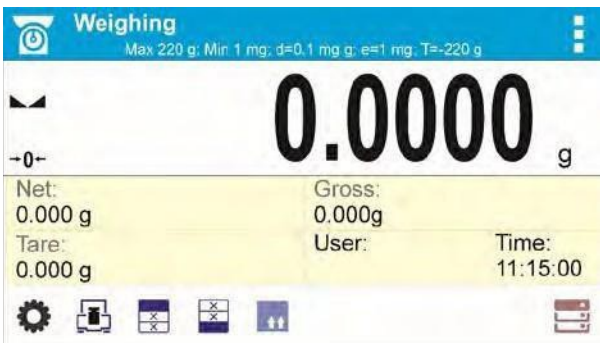 Weighing
Max 220 g; Min 1 mg; d=0.1 mg g; e=1 mg; T=-220 g
→0←
0.0000 g
Net:
0.000 g
Gross:
0.000g
Tare:
0.000 g
User:
Time:
11:15:00